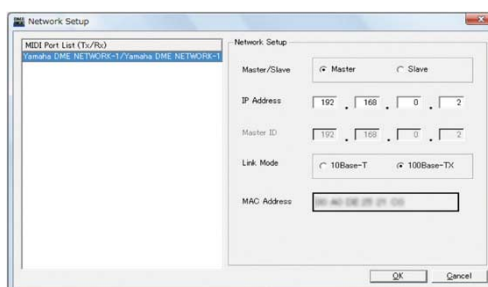 Network Setup
MIDI Port List (Tx/Rx)
Yamaha DME NETWORK-1/Yamaha DME NETWORK-1
Network Setup
Master/Slave Master Slave
IP Address 192 . 168 . 0 . 2
Master ID 192 . 168 . 0 . 2
Link Mode 10Base-T 100Base-TX
MAC Address
OK Cancel